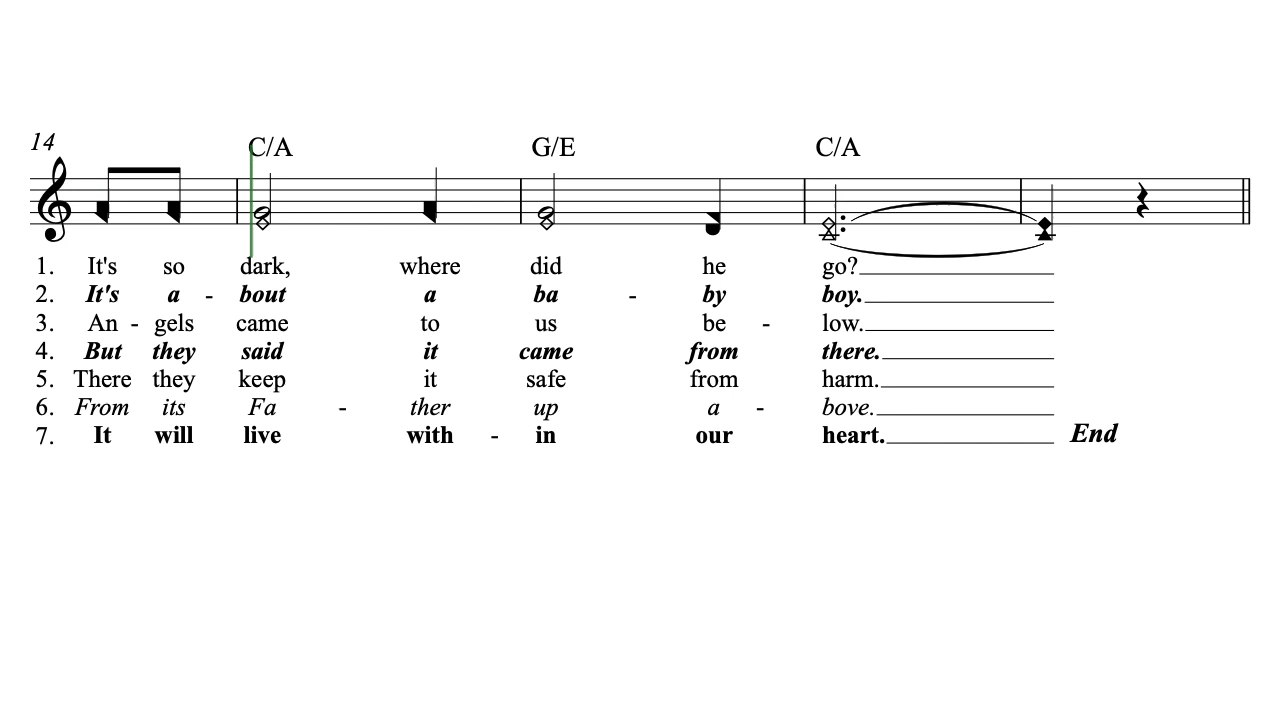 14
C/A G/E C/A
1. It's so dark, where did he go?
2. It's a - bout a ba - by boy.
3. An - gels came to us be - low.
4. But they said it came from there.
5. There they keep it safe from harm.
6. From its Fa - ther up a - bove.
7. It will live with - in our heart. End